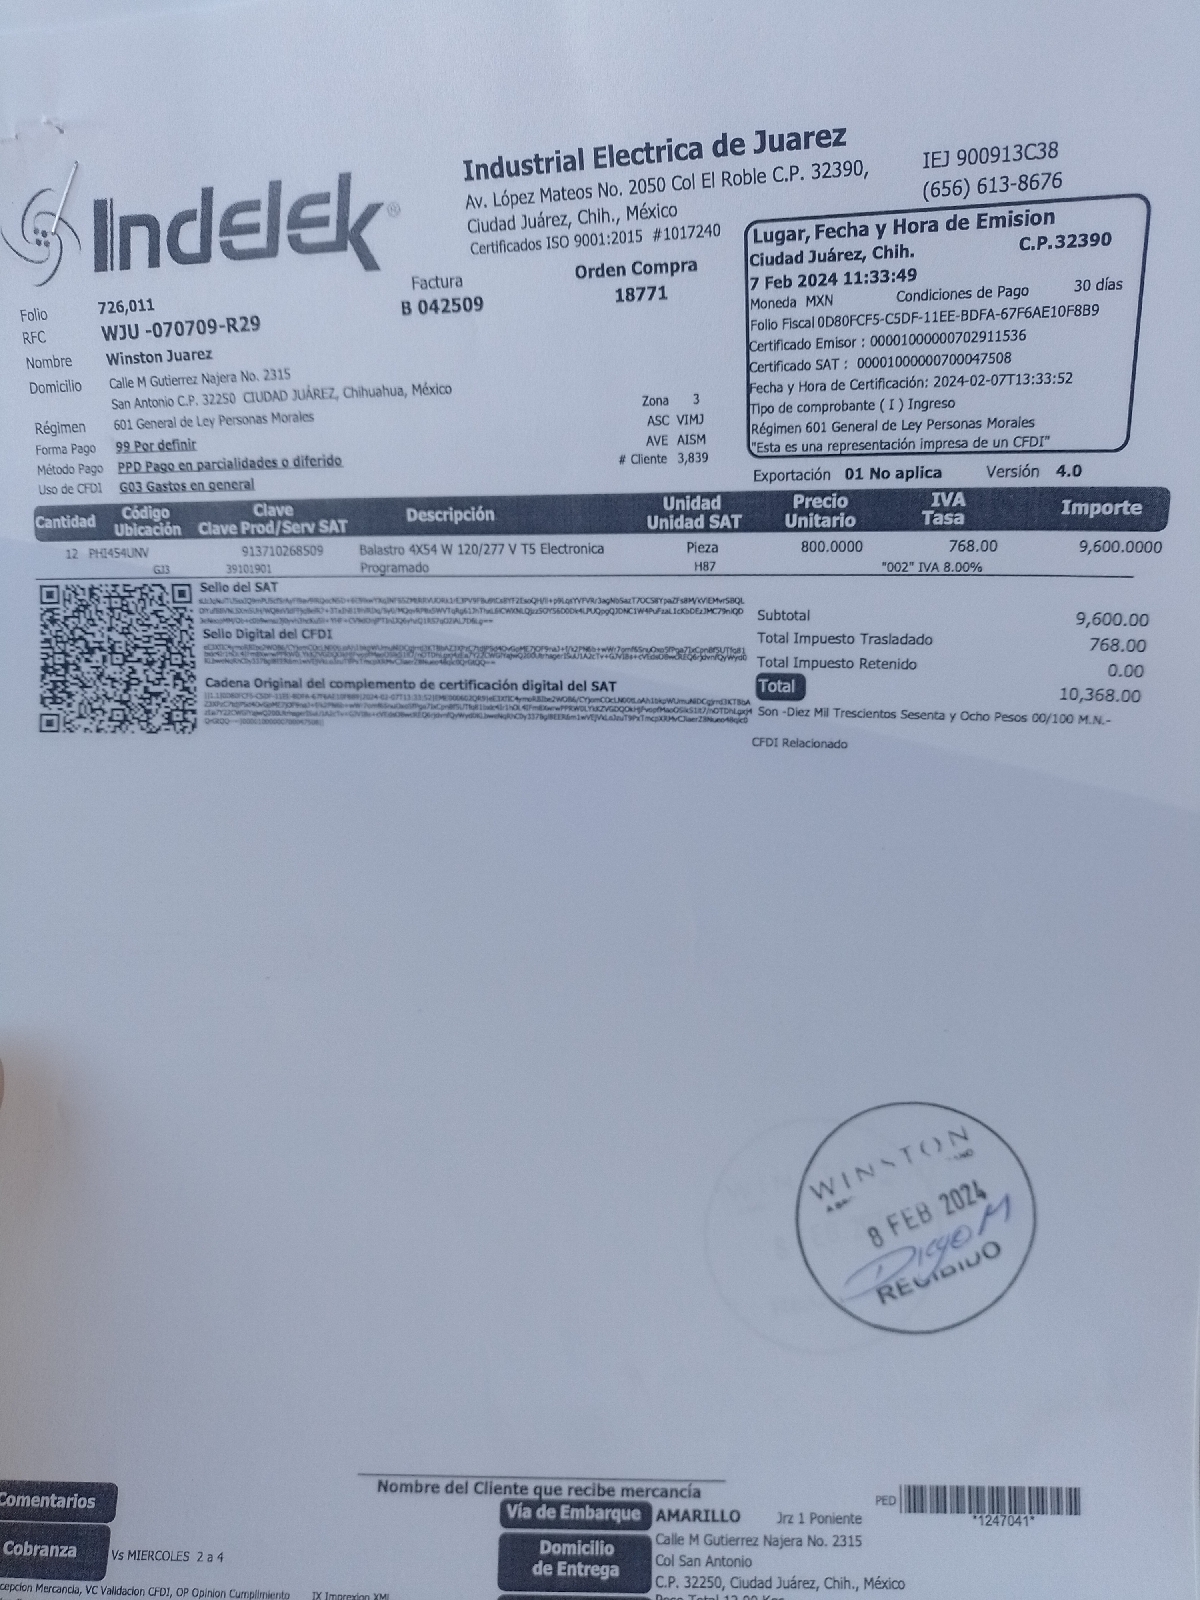 Industrial Electrica de Juarez
IEJ 900913C38
Av. López Mateos No. 2050 Col El Roble C.P. 32390,
(656) 613-8676
Ciudad Juárez, Chih., México
Certificados ISO 9001:2015 #1017240
Indelek®
Lugar, Fecha y Hora de Emision
Ciudad Juárez, Chih. C.P.32390
7 Feb 2024 11:33:49
Moneda MXN Condiciones de Pago 30 días
Folio Fiscal 0D80FCF5-C5DF-11EE-BDFA-67F6AE10F8B9
Certificado Emisor : 00001000000702911536
Certificado SAT : 00001000000700047508
Fecha y Hora de Certificación: 2024-02-07T13:33:52
Tipo de comprobante ( I ) Ingreso
Régimen 601 General de Ley Personas Morales
"Esta es una representación impresa de un CFDI"
Factura Orden Compra
B 042509 18771
Folio 726,011
RFC WJU -070709-R29
Nombre Winston Juarez
Domicilio Calle M Gutierrez Najera No. 2315
San Antonio C.P. 32250 CIUDAD JUÁREZ, Chihuahua, México
Régimen 601 General de Ley Personas Morales
Forma Pago 99 Por definir
Método Pago PPD Pago en parcialidades o diferido
Uso de CFDI G03 Gastos en general
Zona 3
ASC VIMJ
AVE AISM
# Cliente 3,839
Exportación 01 No aplica Versión 4.0
Cantidad Código Ubicación Clave Clave Prod/Serv SAT Descripción Unidad Unidad SAT Precio Unitario IVA Tasa Importe
12 PHI454UNV 913710268509 Balastro 4X54 W 120/277 V T5 Electronica Pieza 800.0000 768.00 9,600.0000
GJ3 39101901 Programado H87 "002" IVA 8.00%
Sello del SAT
Sello Digital del CFDI
Cadena Original del complemento de certificación digital del SAT
Subtotal 9,600.00
Total Impuesto Trasladado 768.00
Total Impuesto Retenido 0.00
Total 10,368.00
Son -Diez Mil Trescientos Sesenta y Ocho Pesos 00/100 M.N.-
CFDI Relacionado
WINSTON
8 FEB 2024
Diego M
RECIBIDO
Nombre del Cliente que recibe mercancía
Comentarios
Vía de Embarque AMARILLO Jrz 1 Poniente
PED *1247041*
Cobranza Vs MIERCOLES 2 a 4
Domicilio de Entrega
Calle M Gutierrez Najera No. 2315
Col San Antonio
C.P. 32250, Ciudad Juárez, Chih., México
cepcion Mercancia, VC Validacion CFDI, OP Opinion Cumplimiento IX Impresion XML